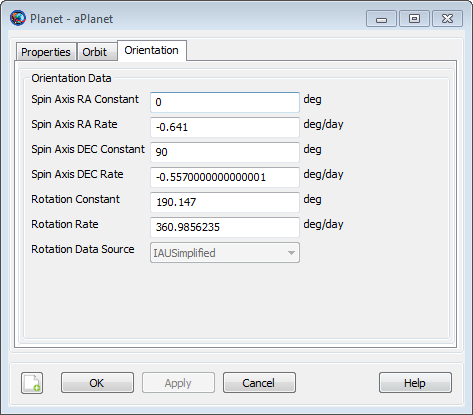 Planet - aPlanet
Properties Orbit Orientation
Orientation Data
Spin Axis RA Constant 0 deg
Spin Axis RA Rate -0.641 deg/day
Spin Axis DEC Constant 90 deg
Spin Axis DEC Rate -0.5570000000000001 deg/day
Rotation Constant 190.147 deg
Rotation Rate 360.9856235 deg/day
Rotation Data Source IAUSimplified
OK Apply Cancel Help